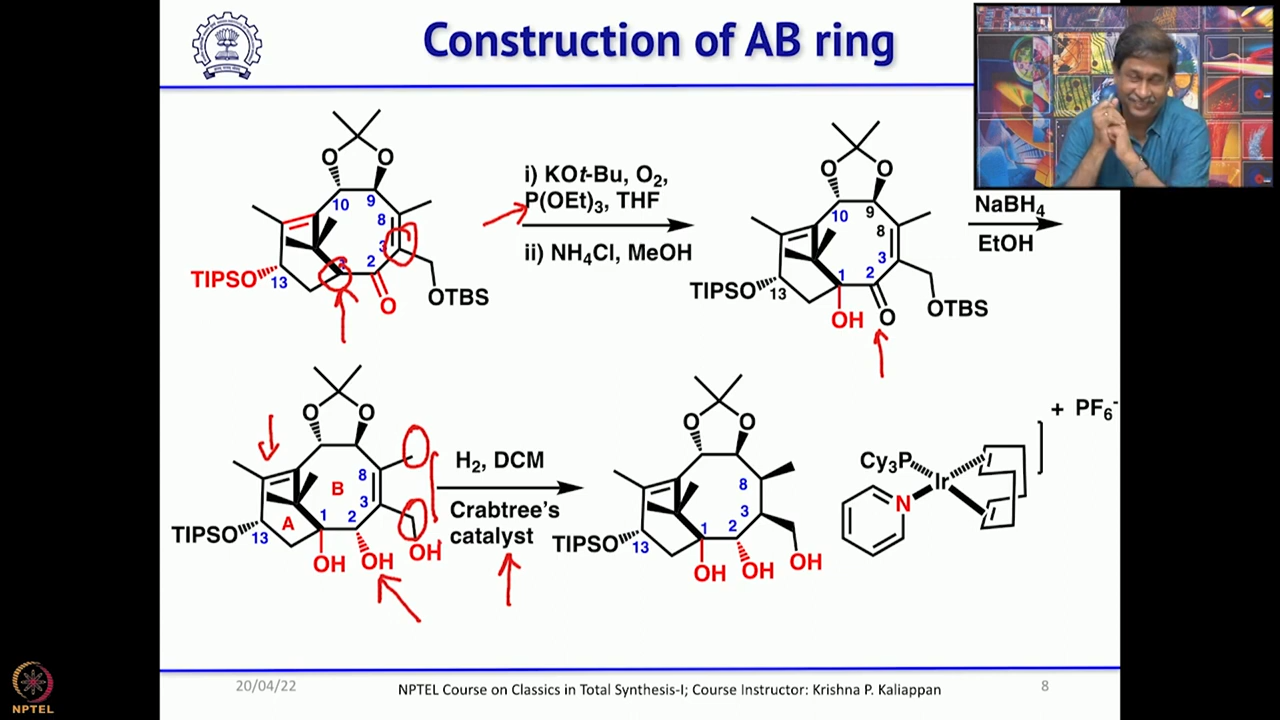 Construction of AB ring
O O
10 9
8
3
2
TIPSO 13
O OTBS
i) KOt-Bu, O2,
P(OEt)3, THF
ii) NH4Cl, MeOH
O O
10 9
8
3
1 2
TIPSO 13
OH O OTBS
NaBH4
EtOH
O O
B 8
3
A 1 2
TIPSO 13
OH OH OH
H2, DCM
Crabtree's
catalyst
O O
8
3
1 2
TIPSO 13
OH OH OH
+ PF6-
Cy3P Ir
N
20/04/22
NPTEL Course on Classics in Total Synthesis-I; Course Instructor: Krishna P. Kaliappan
8
NPTEL